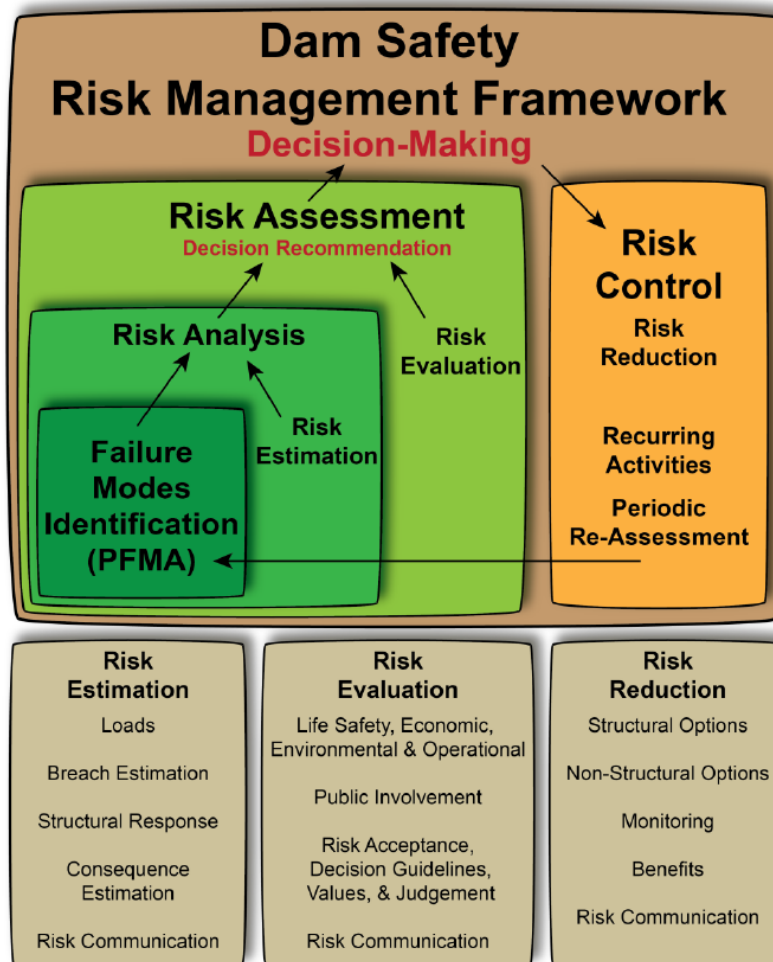 Dam Safety
Risk Management Framework
Decision-Making
Risk Assessment
Decision Recommendation
Risk Analysis
Risk
Evaluation
Risk
Estimation
Failure
Modes
Identification
(PFMA)
Risk
Control
Risk
Reduction
Recurring
Activities
Periodic
Re-Assessment
Risk
Estimation
Loads
Breach Estimation
Structural Response
Consequence
Estimation
Risk Communication
Risk
Evaluation
Life Safety, Economic,
Environmental & Operational
Public Involvement
Risk Acceptance,
Decision Guidelines,
Values, & Judgement
Risk Communication
Risk
Reduction
Structural Options
Non-Structural Options
Monitoring
Benefits
Risk Communication